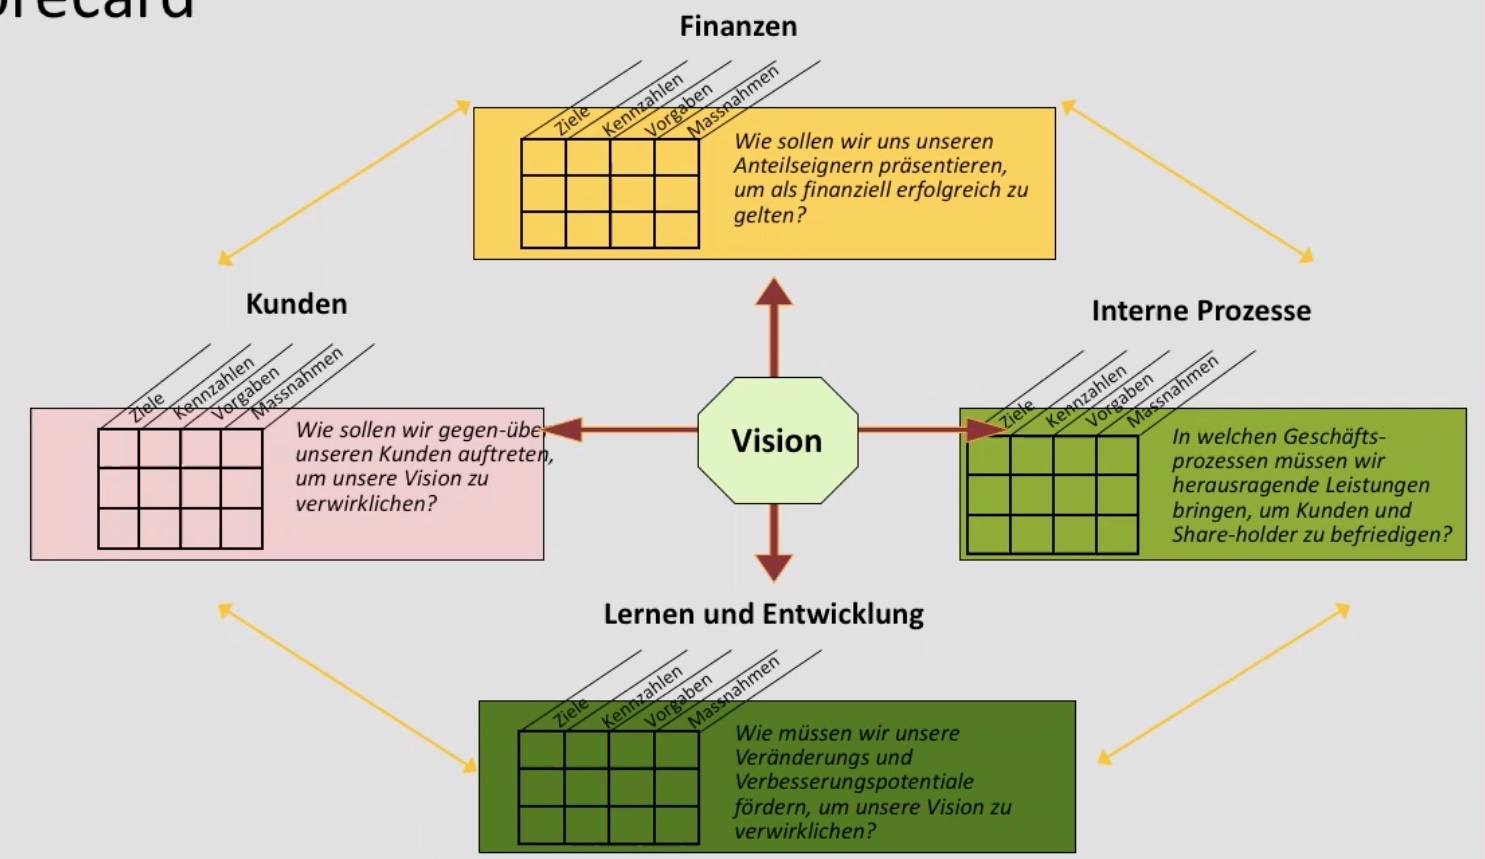 Finanzen
Ziele
Kennzahlen
Vorgaben
Massnahmen
Wie sollen wir uns unseren
Anteilseignern präsentieren,
um als finanziell erfolgreich zu
gelten?
Kunden
Ziele
Kennzahlen
Vorgaben
Massnahmen
Wie sollen wir gegen-über
unseren Kunden auftreten,
um unsere Vision zu
verwirklichen?
Vision
Interne Prozesse
Ziele
Kennzahlen
Vorgaben
Massnahmen
In welchen Geschäfts-
prozessen müssen wir
herausragende Leistungen
bringen, um Kunden und
Share-holder zu befriedigen?
Lernen und Entwicklung
Ziele
Kennzahlen
Vorgaben
Massnahmen
Wie müssen wir unsere
Veränderungs und
Verbesserungspotentiale
fördern, um unsere Vision zu
verwirklichen?